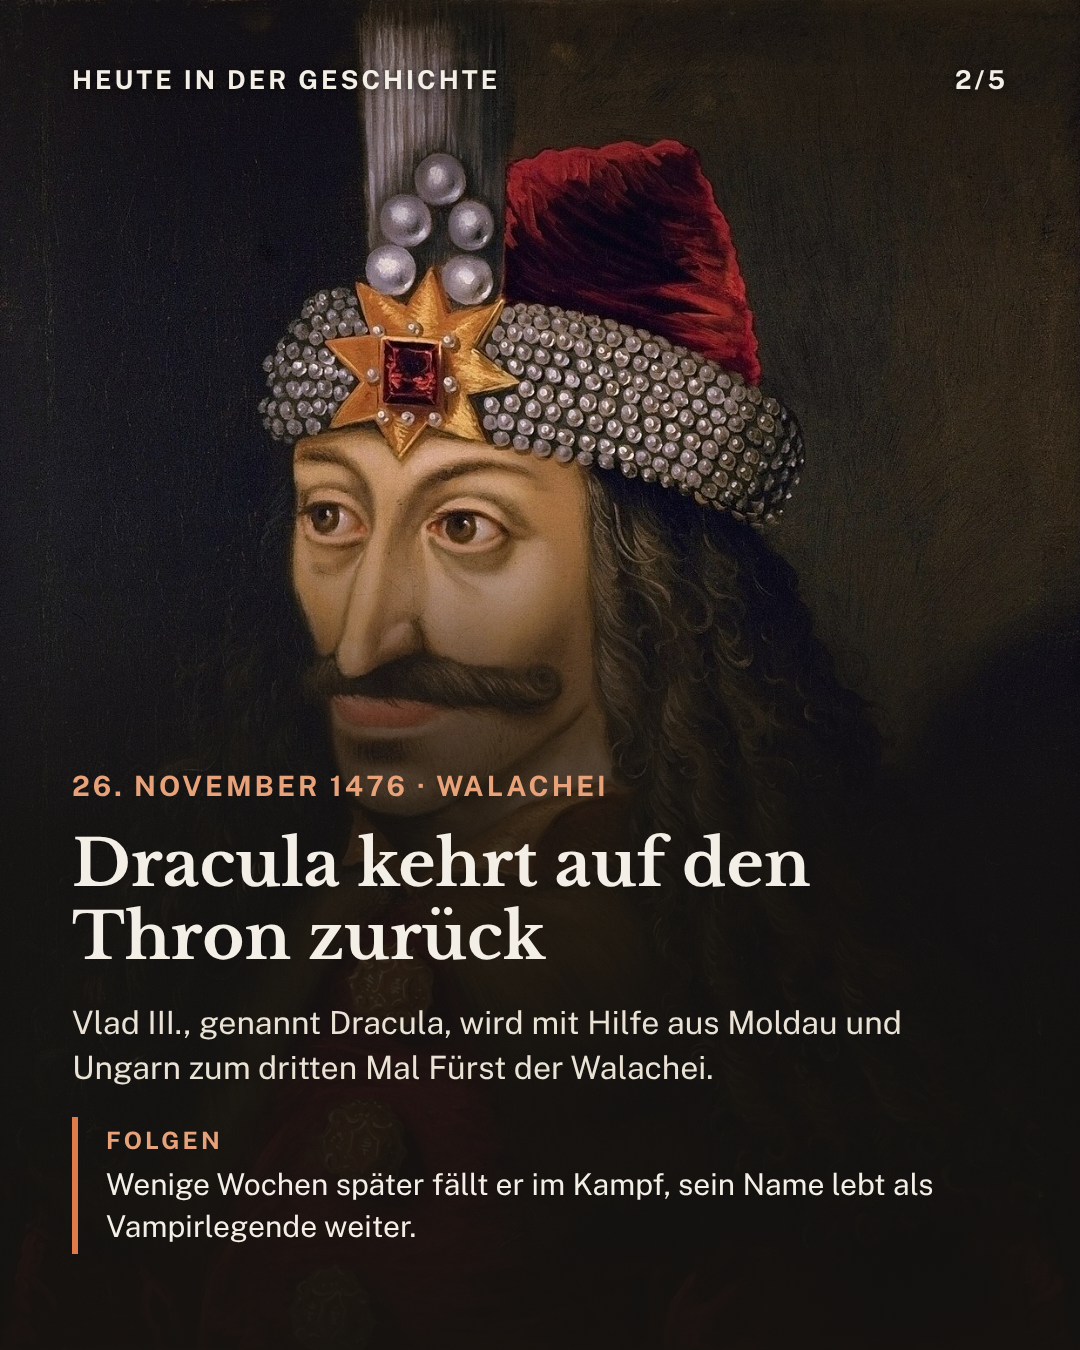 HEUTE IN DER GESCHICHTE
2/5
26. NOVEMBER 1476 · WALACHEI
Dracula kehrt auf den
Thron zurück
Vlad III., genannt Dracula, wird mit Hilfe aus Moldau und
Ungarn zum dritten Mal Fürst der Walachei.
FOLGEN
Wenige Wochen später fällt er im Kampf, sein Name lebt als
Vampirlegende weiter.